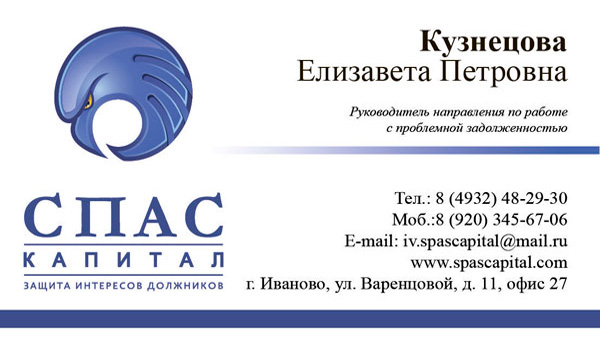 Кузнецова
Елизавета Петровна
Руководитель направления по работе
с проблемной задолженностью
СПАС
КАПИТАЛ
ЗАЩИТА ИНТЕРЕСОВ ДОЛЖНИКОВ
Тел.: 8 (4932) 48-29-30
Моб.:8 (920) 345-67-06
E-mail: iv.spascapital@mail.ru
www.spascapital.com
г. Иваново, ул. Варенцовой, д. 11, офис 27